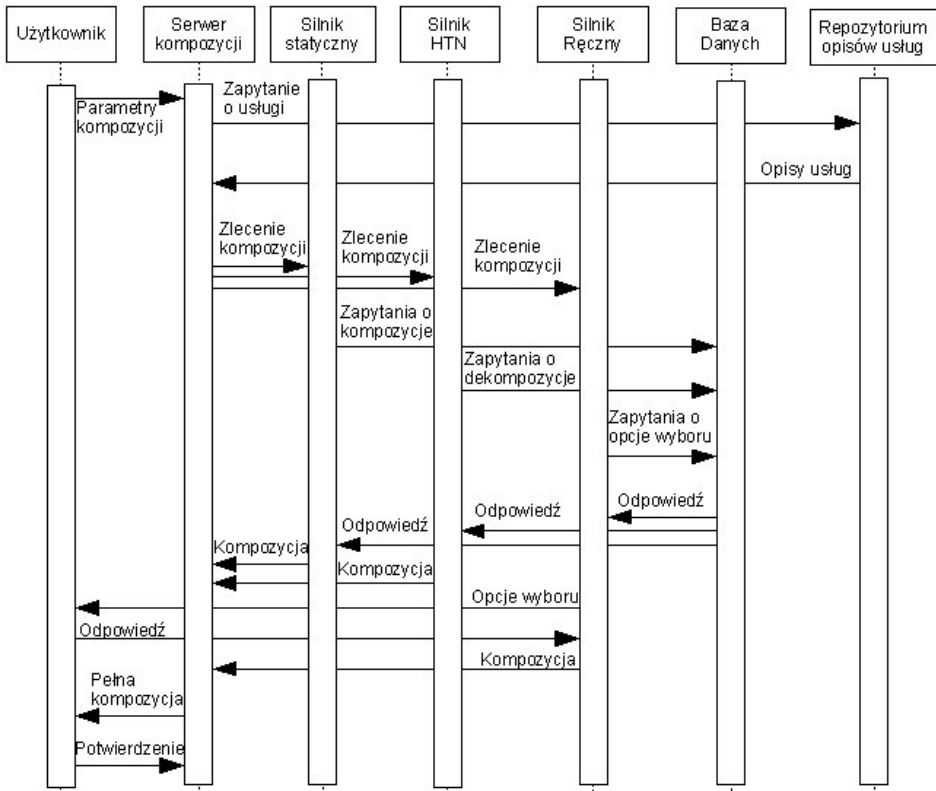 Użytkownik
Serwer
kompozycji
Silnik
statyczny
Silnik
HTN
Silnik
Ręczny
Baza
Danych
Repozytorium
opisów usług
Parametry
kompozycji
Zapytanie
o usługi
Opisy usług
Zlecenie
kompozycji
Zlecenie
kompozycji
Zlecenie
kompozycji
Zapytania o
kompozycje
Zapytania o
dekompozycje
Zapytania o
opcje wyboru
Odpowiedź
Odpowiedź
Odpowiedź
Kompozycja
Kompozycja
Opcje wyboru
Odpowiedź
Kompozycja
Pełna
kompozycja
Potwierdzenie